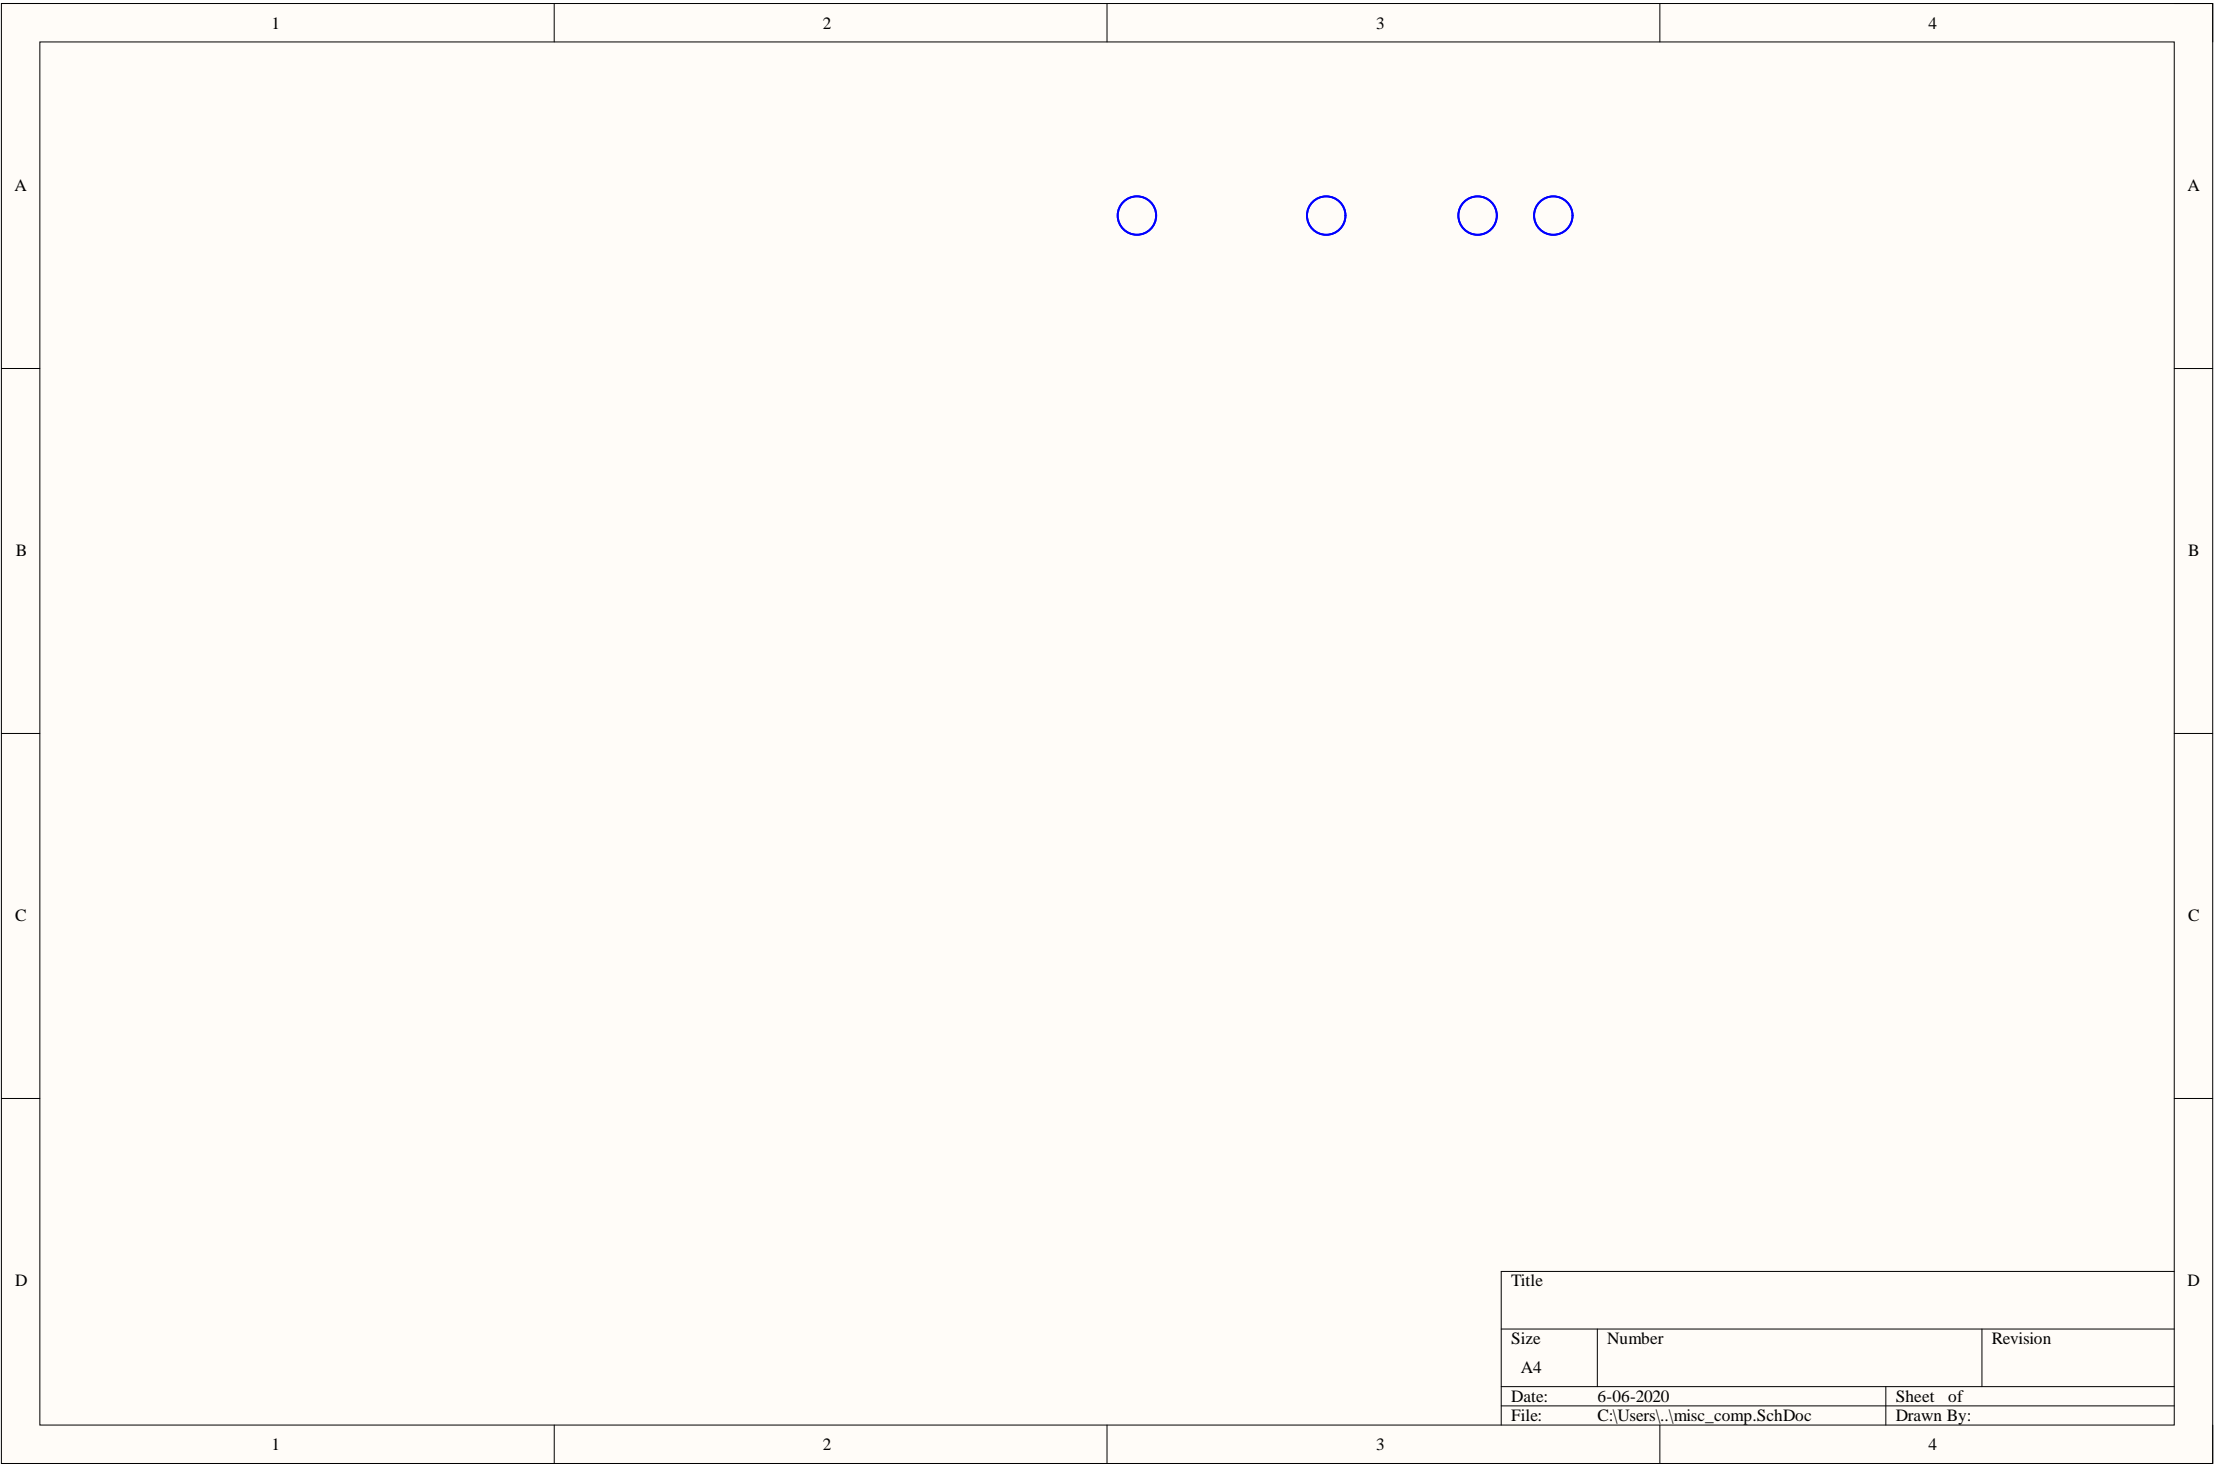 1 2 3 4
A A
B B
C C
D D
Title
Size Number Revision
A4
Date: 6-06-2020 Sheet of
File: C:\Users\..\misc_comp.SchDoc Drawn By:
1 2 3 4